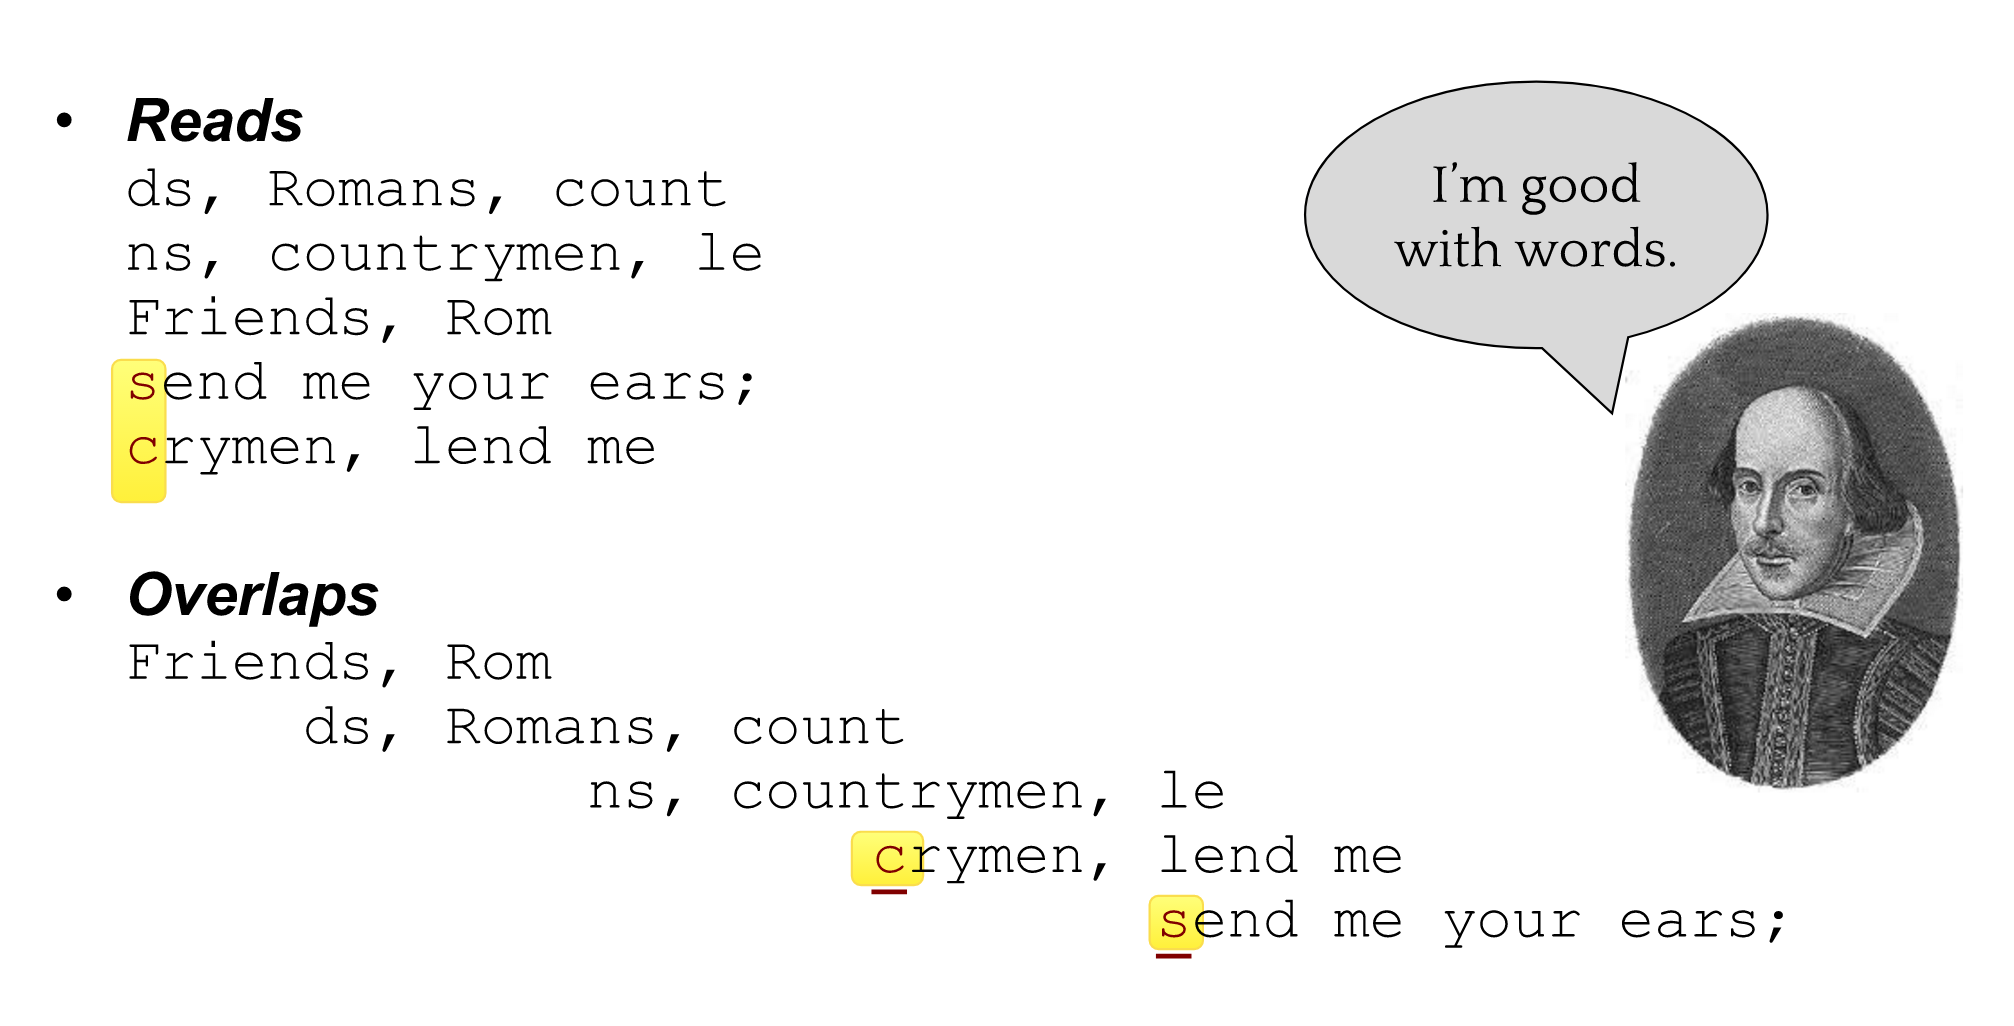 • Reads
ds, Romans, count
ns, countrymen, le
Friends, Rom
send me your ears;
crymen, lend me
I’m good
with words.
• Overlaps
Friends, Rom
ds, Romans, count
ns, countrymen, le
crymen, lend me
send me your ears;